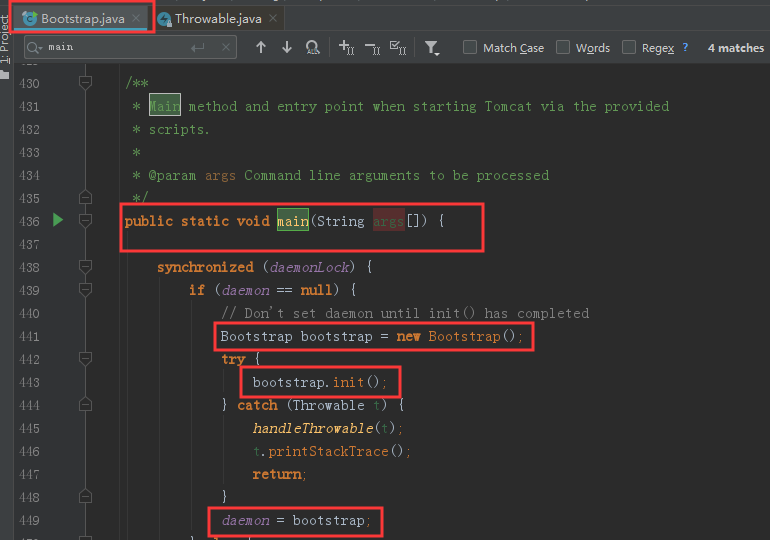 Bootstrap.java × Throwable.java ×
1: Project
main Match Case Words Regex ? 4 matches
430 /**
431 * Main method and entry point when starting Tomcat via the provided
432 * scripts.
433 *
434 * @param args Command line arguments to be processed
435 */
436 public static void main(String args[]) {
437
438 synchronized (daemonLock) {
439 if (daemon == null) {
440 // Don't set daemon until init() has completed
441 Bootstrap bootstrap = new Bootstrap();
442 try {
443 bootstrap.init();
444 } catch (Throwable t) {
445 handleThrowable(t);
446 t.printStackTrace();
447 return;
448 }
449 daemon = bootstrap;